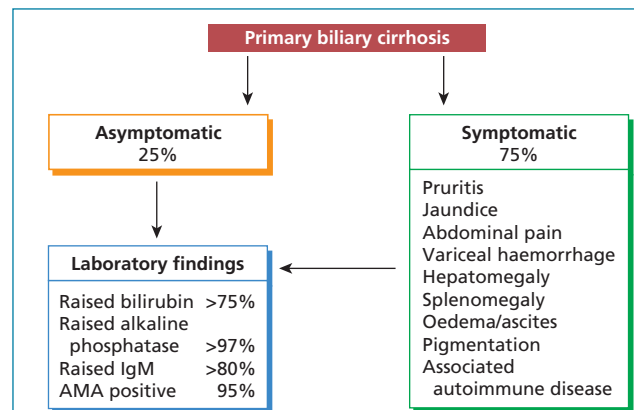 Primary biliary cirrhosis
Asymptomatic
25%
Symptomatic
75%
Pruritis
Jaundice
Abdominal pain
Variceal haemorrhage
Hepatomegaly
Splenomegaly
Oedema/ascites
Pigmentation
Associated
autoimmune disease
Laboratory findings
Raised bilirubin >75%
Raised alkaline
phosphatase >97%
Raised IgM >80%
AMA positive 95%